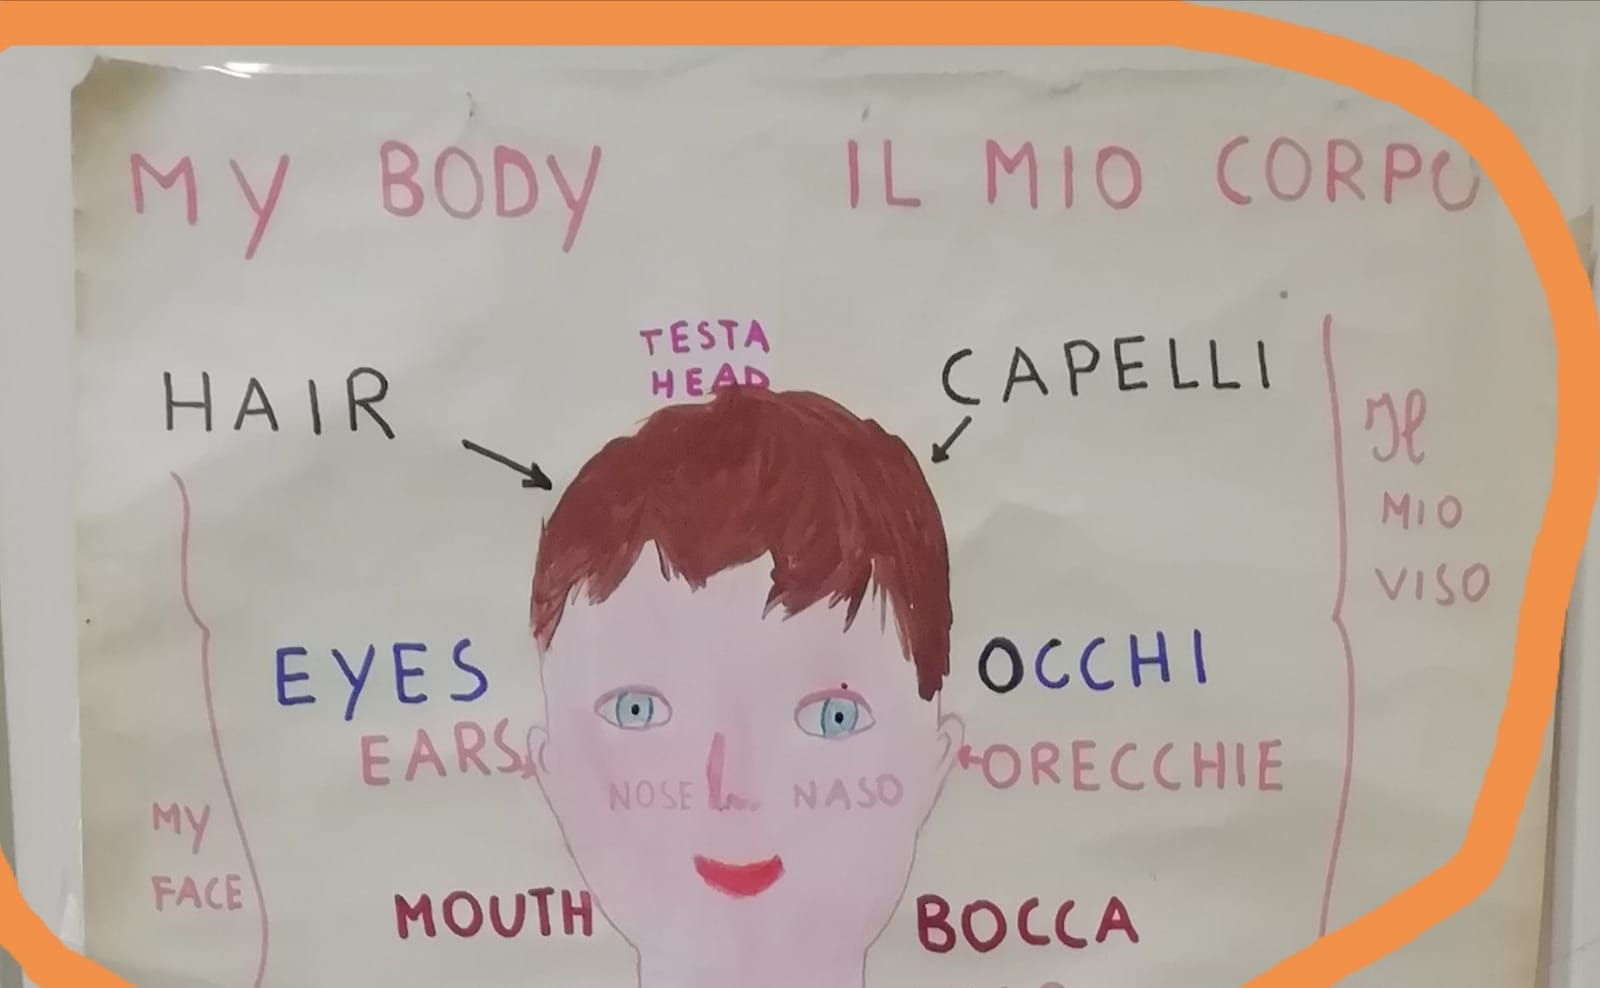 MY BODY IL MIO CORPO
TESTA
HEAD
HAIR CAPELLI
Il
MIO
VISO
EYES OCCHI
EARS ORECCHIE
NOSE NASO
MY
FACE
MOUTH BOCCA